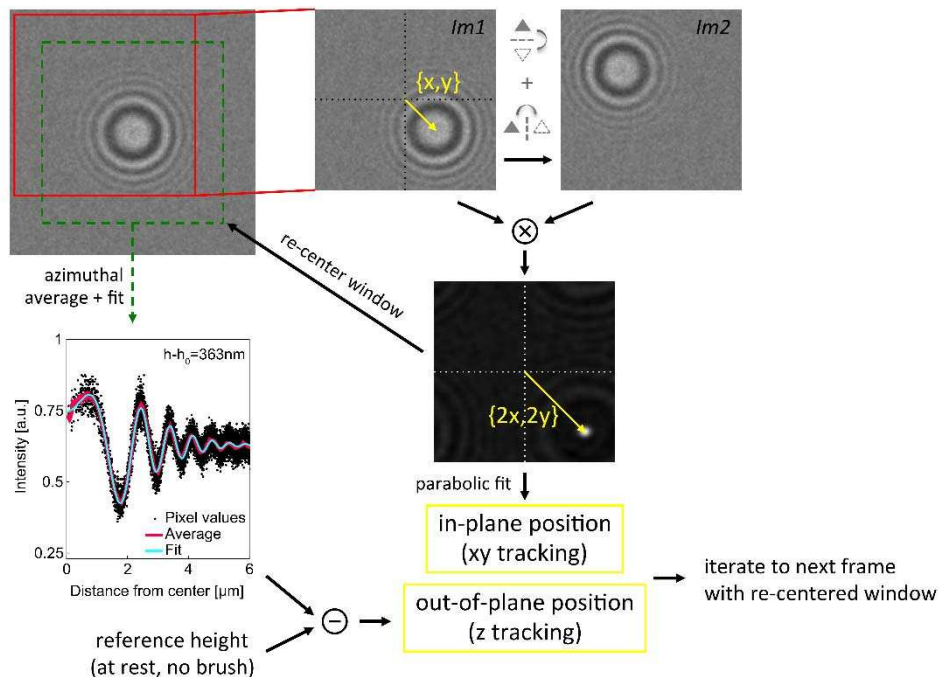 Im1
Im2
{x,y}
+
re-center window
azimuthal
average + fit
{2x,2y}
h-h₀=363nm
1
0.75
0.5
0.25
Intensity [a.u.]
Pixel values
Average
Fit
0 2 4 6
Distance from center [µm]
parabolic fit
in-plane position
(xy tracking)
out-of-plane position
(z tracking)
iterate to next frame
with re-centered window
reference height
(at rest, no brush)